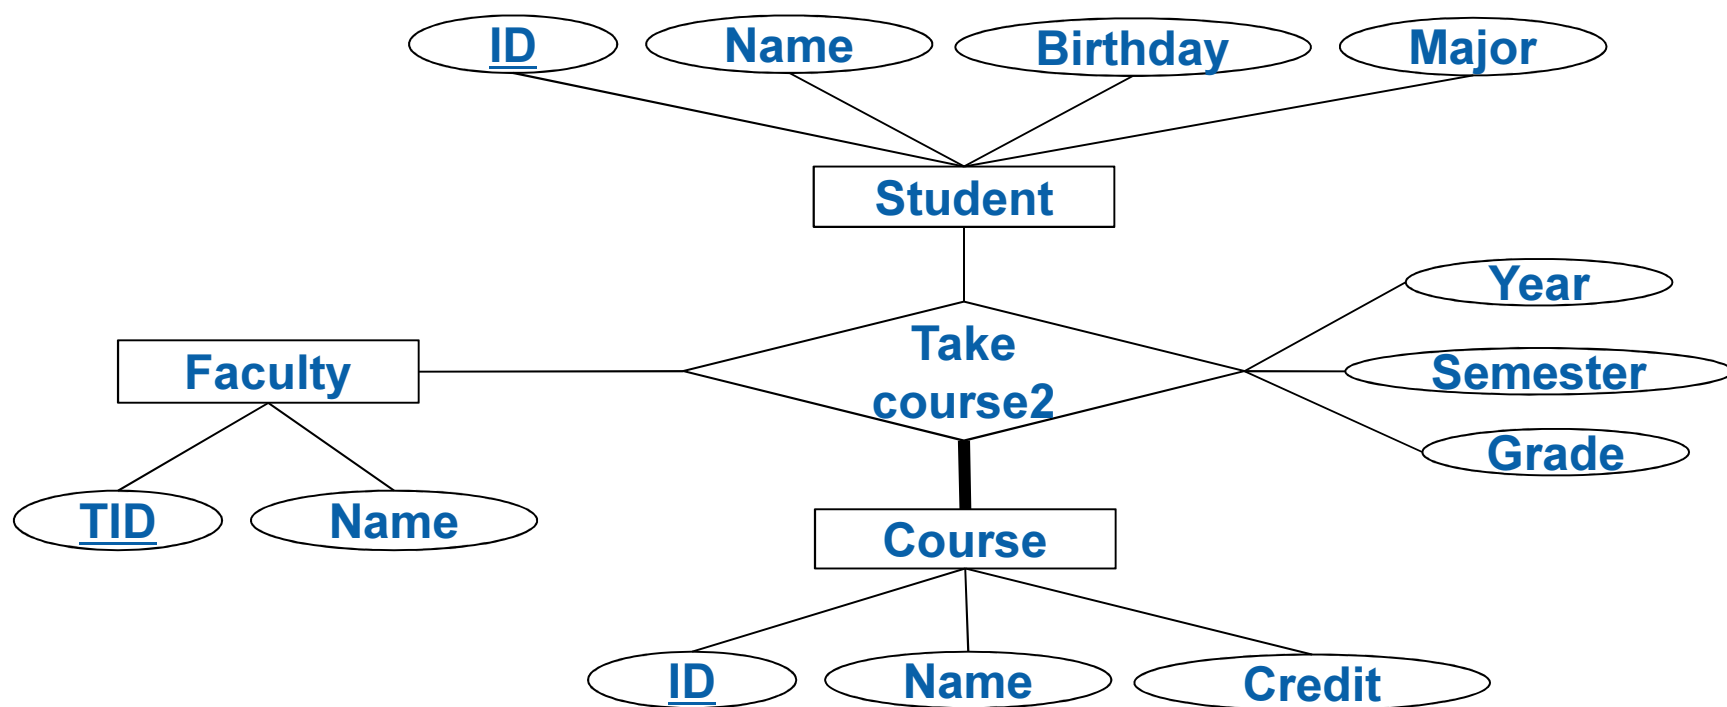 ID
Name
Birthday
Major
Student
Year
Take
course2
Faculty
Semester
Grade
TID
Name
Course
ID
Name
Credit